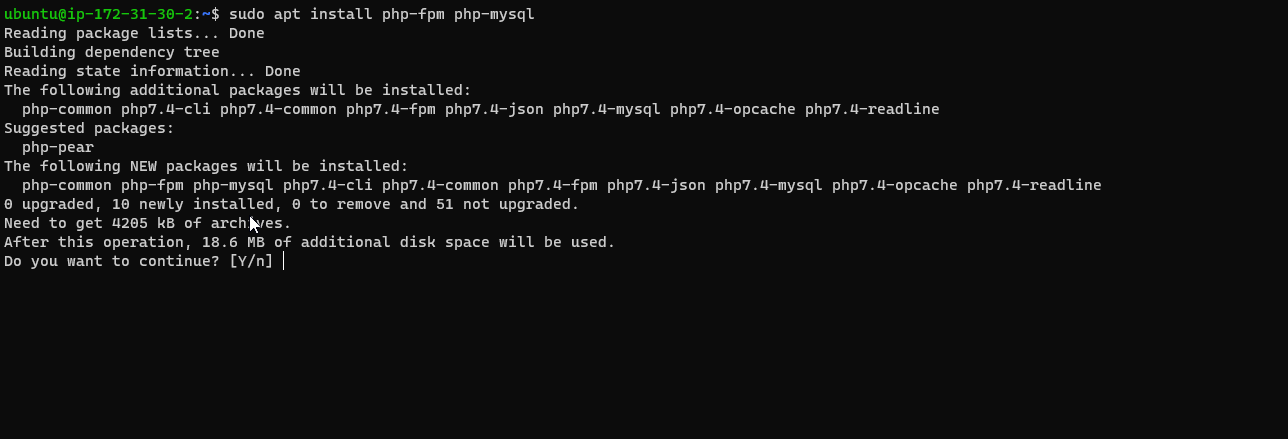 ubuntu@ip-172-31-30-2:~$ sudo apt install php-fpm php-mysql
Reading package lists... Done
Building dependency tree
Reading state information... Done
The following additional packages will be installed:
  php-common php7.4-cli php7.4-common php7.4-fpm php7.4-json php7.4-mysql php7.4-opcache php7.4-readline
Suggested packages:
  php-pear
The following NEW packages will be installed:
  php-common php-fpm php-mysql php7.4-cli php7.4-common php7.4-fpm php7.4-json php7.4-mysql php7.4-opcache php7.4-readline
0 upgraded, 10 newly installed, 0 to remove and 51 not upgraded.
Need to get 4205 kB of archives.
After this operation, 18.6 MB of additional disk space will be used.
Do you want to continue? [Y/n]